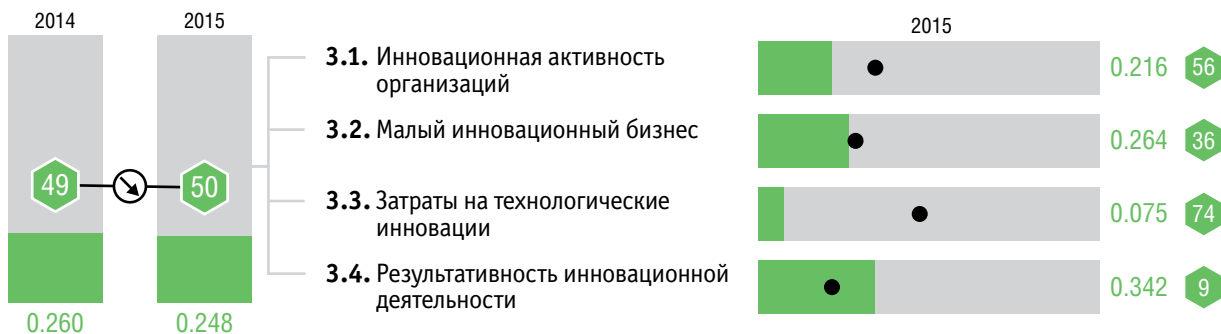 2014
2015
49
50
0.260
0.248
3.1. Инновационная активность
организаций
3.2. Малый инновационный бизнес
3.3. Затраты на технологические
инновации
3.4. Результативность инновационной
деятельности
2015
0.216 56
0.264 36
0.075 74
0.342 9